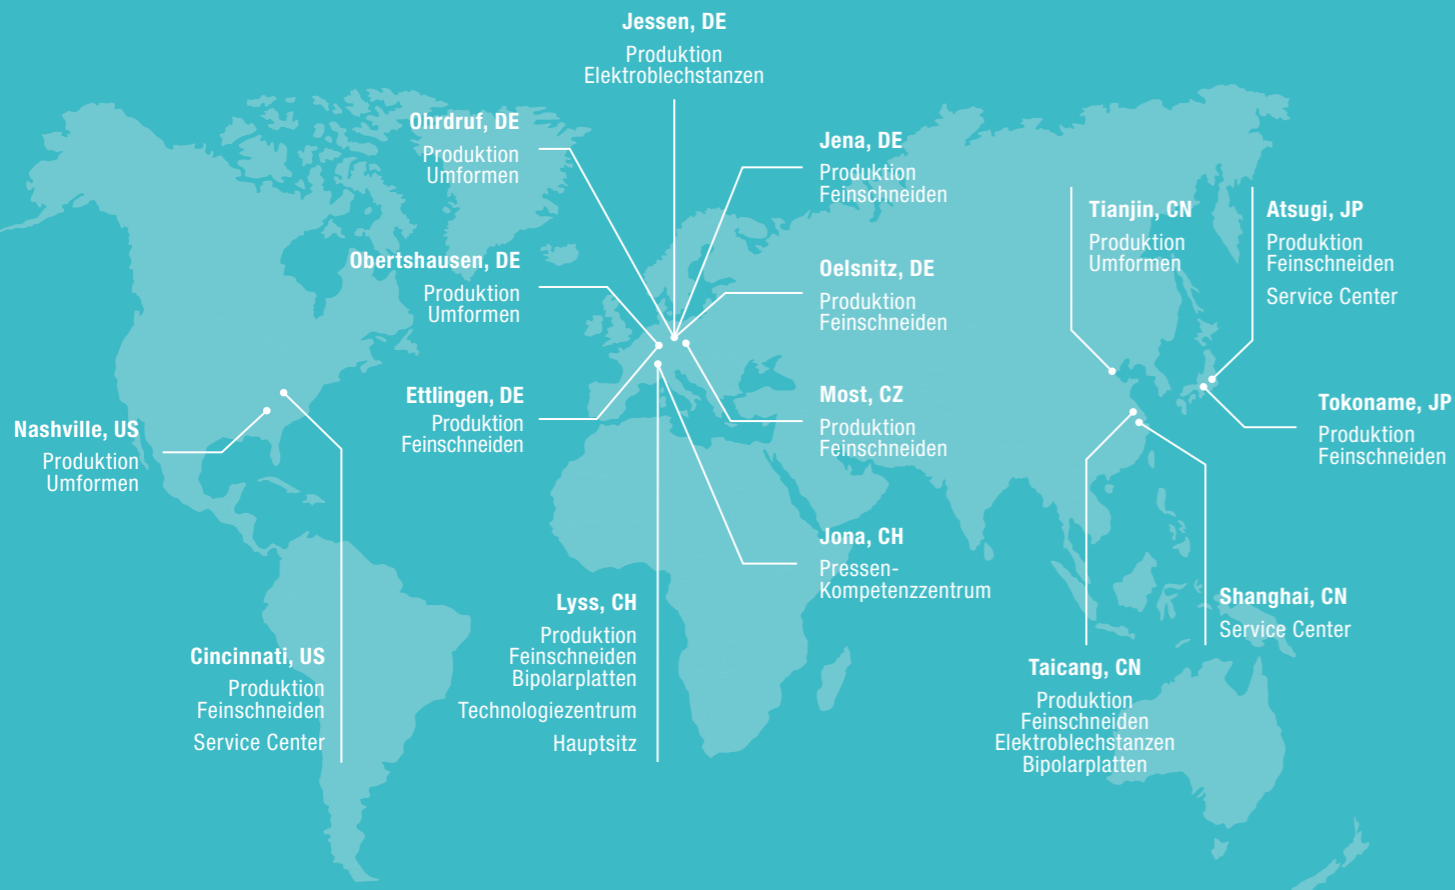 Jessen, DE
Produktion
Elektroblechstanzen
Ohrdruf, DE
Produktion
Umformen
Jena, DE
Produktion
Feinschneiden
Tianjin, CN
Produktion
Umformen
Atsugi, JP
Produktion
Feinschneiden
Service Center
Obertshausen, DE
Produktion
Umformen
Oelsnitz, DE
Produktion
Feinschneiden
Ettlingen, DE
Produktion
Feinschneiden
Most, CZ
Produktion
Feinschneiden
Tokoname, JP
Produktion
Feinschneiden
Nashville, US
Produktion
Umformen
Jona, CH
Pressen-
Kompetenzzentrum
Lyss, CH
Produktion
Feinschneiden
Bipolarplatten
Technologiezentrum
Hauptsitz
Shanghai, CN
Service Center
Cincinnati, US
Produktion
Feinschneiden
Service Center
Taicang, CN
Produktion
Feinschneiden
Elektroblechstanzen
Bipolarplatten